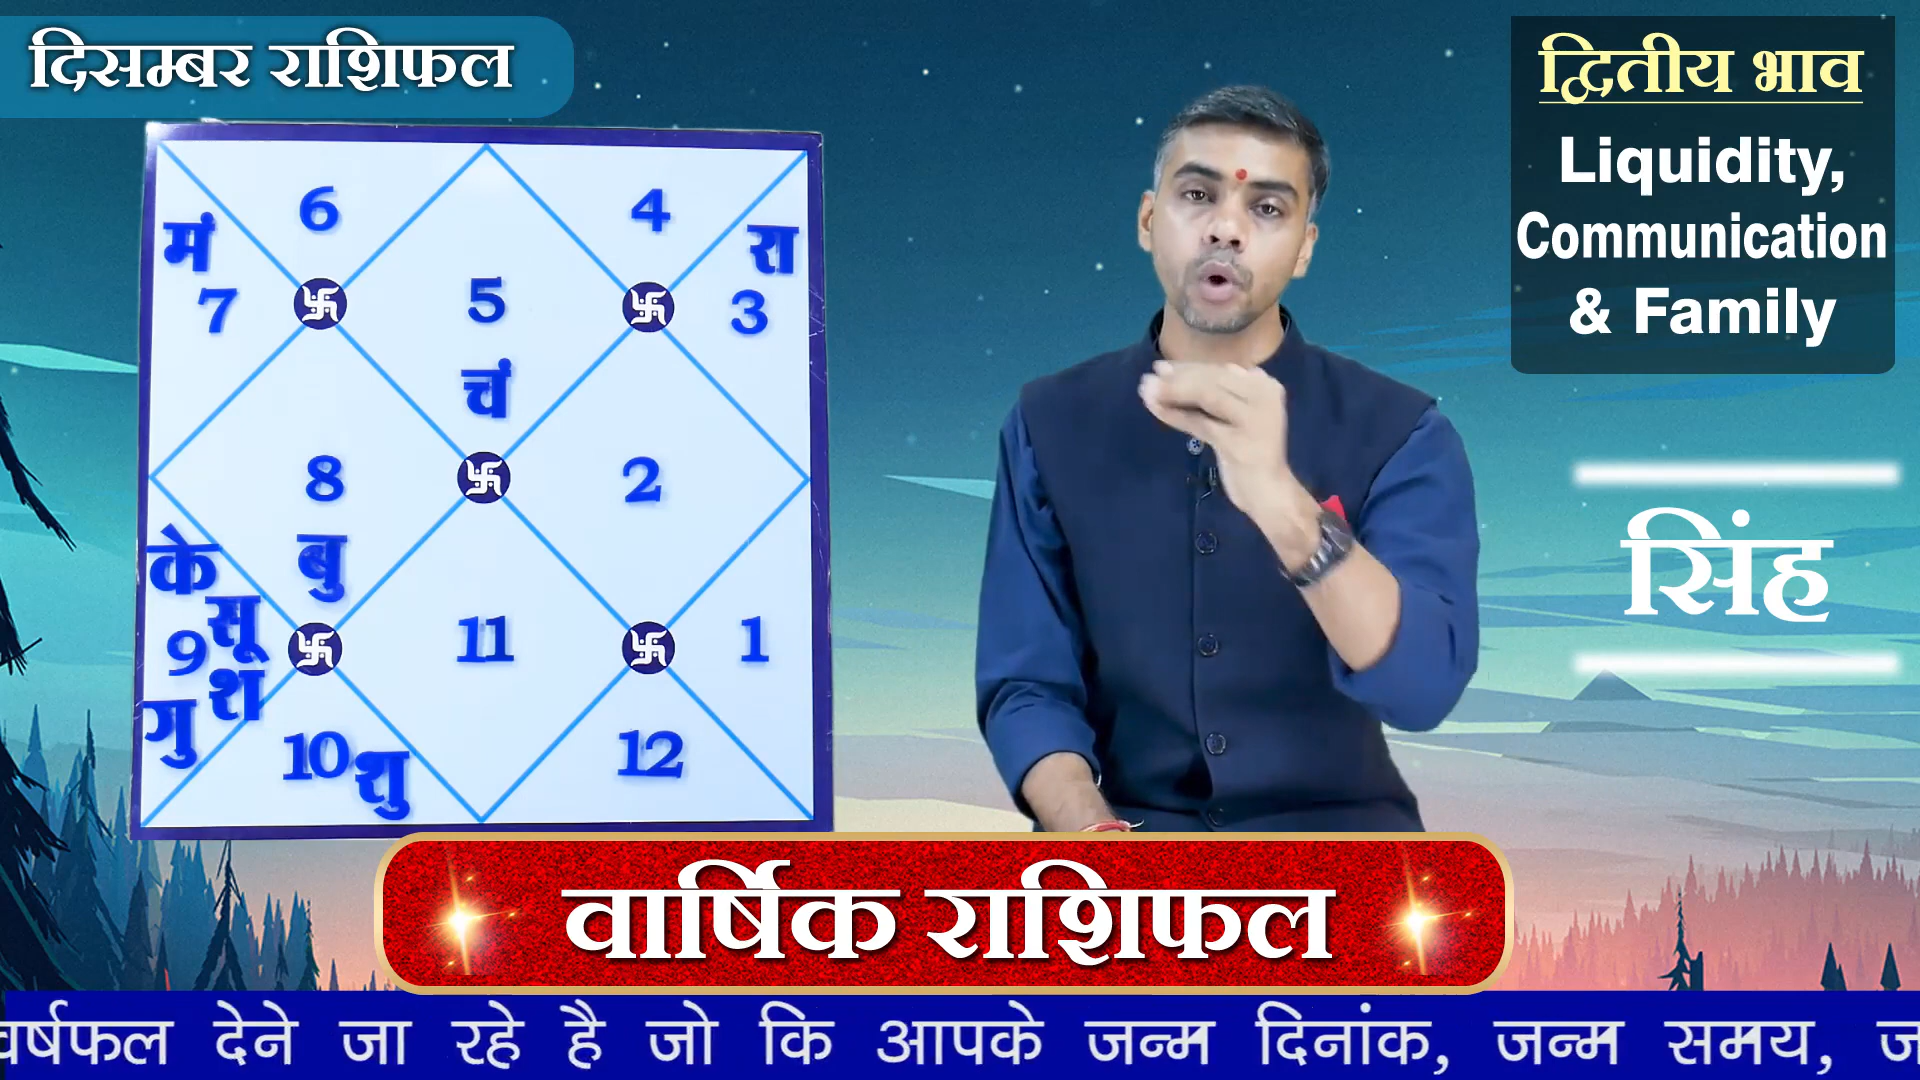 दिसम्बर राशिफल
द्वितीय भाव
Liquidity,
Communication
& Family
6
4
मं
रा
7
5
3
चं
8
2
के
बु
सू
9
11
1
श
गु
10
शु
12
सिंह
वार्षिक राशिफल
वर्षफल देने जा रहे है जो कि आपके जन्म दिनांक, जन्म समय,